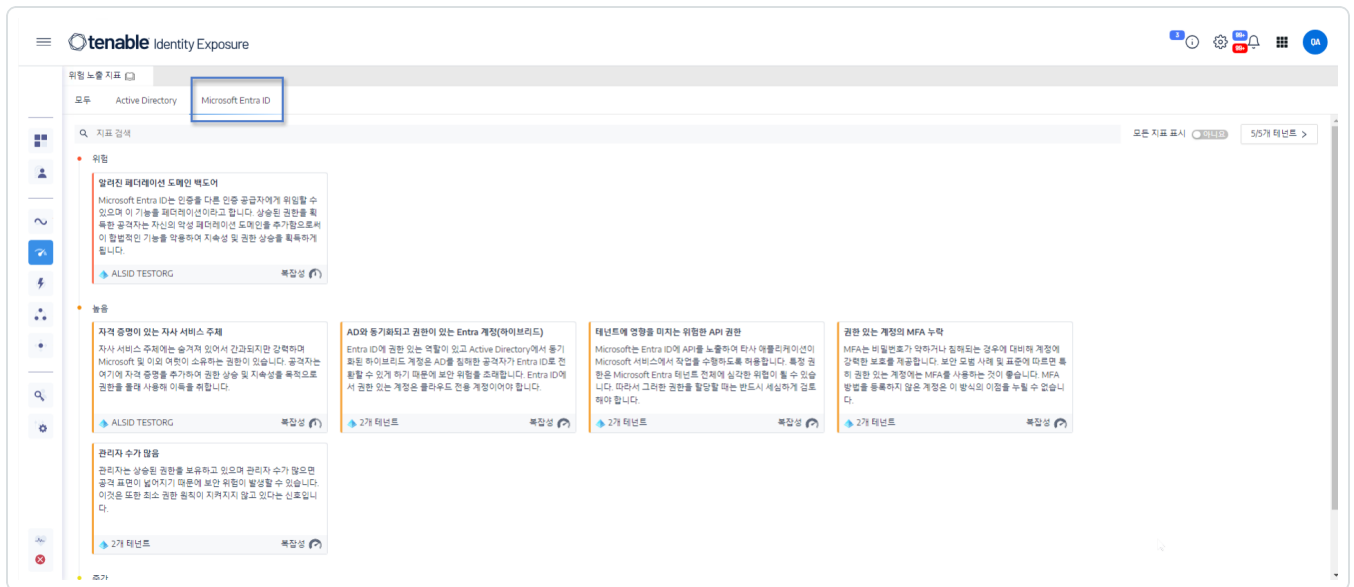 tenable Identity Exposure
3
99+
99+
QA
위험 노출 지표
모두 Active Directory Microsoft Entra ID
지표 검색
모든 지표 표시 아니요 5/5개 테넌트 >
위험
알려진 페더레이션 도메인 백도어
Microsoft Entra ID는 인증을 다른 인증 공급자에게 위임할 수
있으며 이 기능을 페더레이션이라고 합니다. 상승된 권한을 획
득한 공격자는 자신의 악성 페더레이션 도메인을 추가함으로써
이 합법적인 기능을 악용하여 지속성 및 권한 상승을 획득하게
됩니다.
ALSID TESTORG 복잡성
높음
자격 증명이 있는 자사 서비스 주체
자사 서비스 주체에는 숨겨져 있어서 간과되지만 강력하며
Microsoft 및 이외 여럿이 소유하는 권한이 있습니다. 공격자는
여기에 자격 증명을 추가하여 권한 상승 및 지속성을 목적으로
권한을 몰래 사용해 이득을 취합니다.
ALSID TESTORG 복잡성
AD와 동기화되고 권한이 있는 Entra 계정(하이브리드)
Entra ID에 권한 있는 역할이 있고 Active Directory에서 동기
화된 하이브리드 계정은 AD를 침해한 공격자가 Entra ID로 전
환할 수 있게 하기 때문에 보안 위험을 초래합니다. Entra ID에
서 권한 있는 계정은 클라우드 전용 계정이어야 합니다.
2개 테넌트 복잡성
테넌트에 영향을 미치는 위험한 API 권한
Microsoft는 Entra ID에 API를 노출하여 타사 애플리케이션이
Microsoft 서비스에서 작업을 수행하도록 허용합니다. 특정 권
한은 Microsoft Entra 테넌트 전체에 심각한 위협이 될 수 있습
니다. 따라서 그러한 권한을 할당할 때는 반드시 세심하게 검토
해야 합니다.
2개 테넌트 복잡성
권한 있는 계정의 MFA 누락
MFA는 비밀번호가 약하거나 침해되는 경우에 대비해 계정에
강력한 보호를 제공합니다. 보안 모범 사례 및 표준에 따르면 특
히 권한 있는 계정에는 MFA를 사용하는 것이 좋습니다. MFA
방법을 등록하지 않은 계정은 이 방식의 이점을 누릴 수 없습니
다.
2개 테넌트 복잡성
관리자 수가 많음
관리자는 상승된 권한을 보유하고 있으며 관리자 수가 많으면
공격 표면이 넓어지기 때문에 보안 위험이 발생할 수 있습니다.
이것은 또한 최소 권한 원칙이 지켜지지 않고 있다는 신호입니
다.
2개 테넌트 복잡성
중간